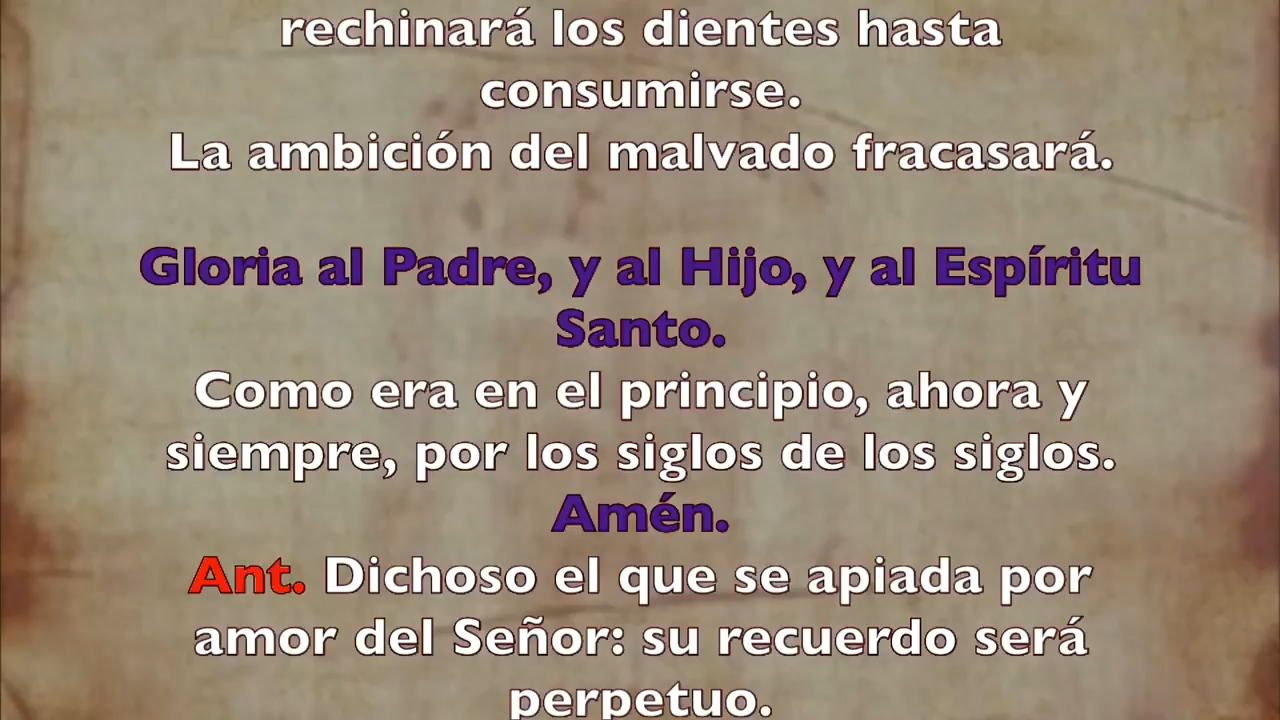 rechinará los dientes hasta
consumirse.
La ambición del malvado fracasará.
Gloria al Padre, y al Hijo, y al Espíritu
Santo.
Como era en el principio, ahora y
siempre, por los siglos de los siglos.
Amén.
Ant. Dichoso el que se apiada por
amor del Señor: su recuerdo será
perpetuo.